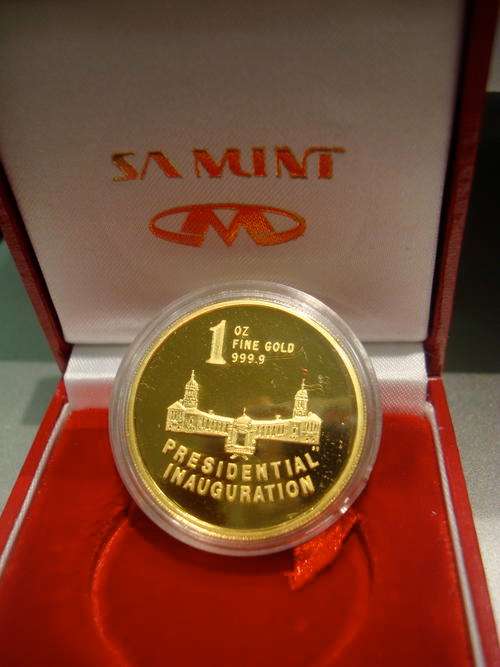 SA MINT
1 OZ
FINE GOLD
999.9
PRESIDENTIAL
INAUGURATION